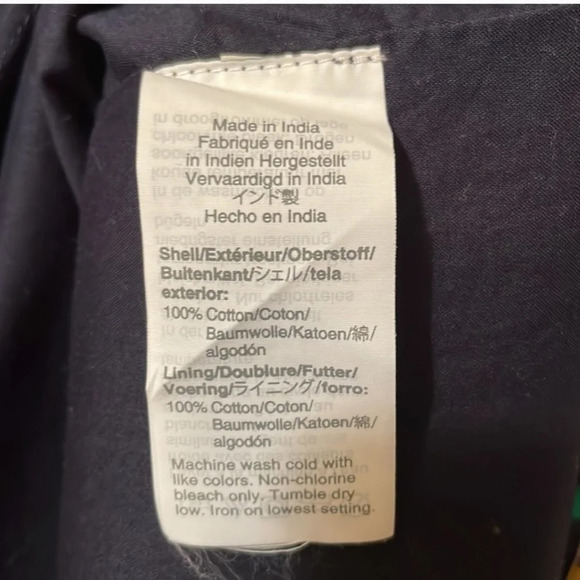 Made in India
Fabriqué en Inde
in Indien Hergestellt
Vervaardigd in India
インド製
Hecho en India
Shell/Extérieur/Oberstoff/
Buitenkant/シェル/tela
exterior:
100% Cotton/Coton/
Baumwolle/Katoen/綿/
algodón
Lining/Doublure/Futter/
Voering/ライニング/forro:
100% Cotton/Coton/
Baumwolle/Katoen/綿/
algodón
Machine wash cold with
like colors. Non-chlorine
bleach only. Tumble dry
low. Iron on lowest setting.